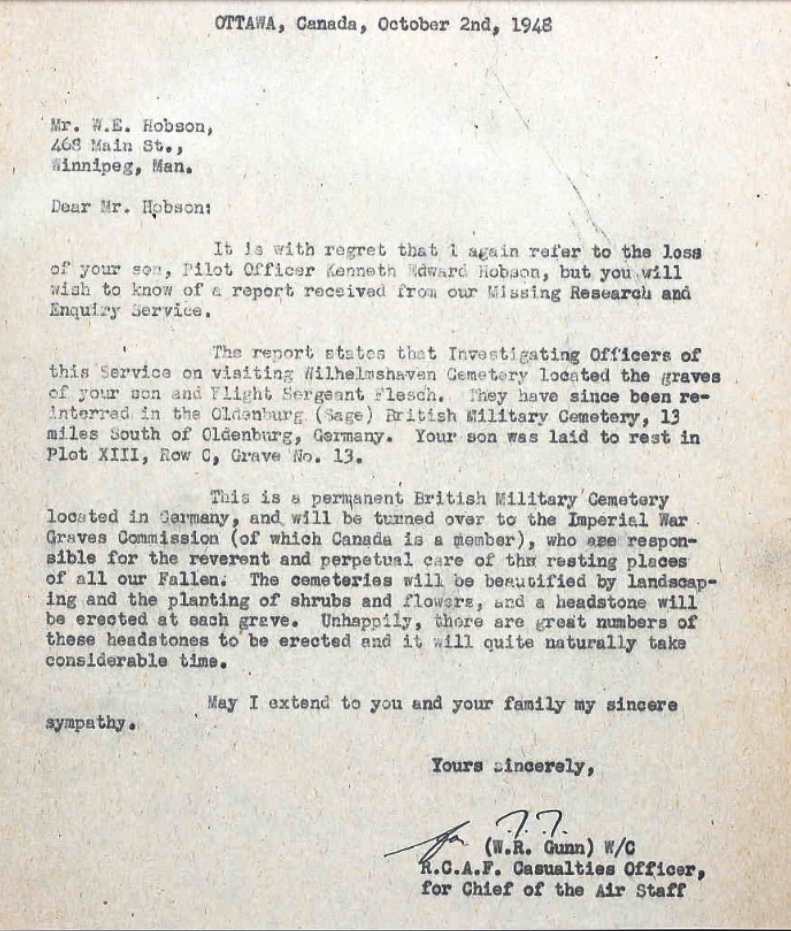 OTTAWA, Canada, October 2nd, 1948
Mr. W.E. Hobson,
468 Main St.,
Winnipeg, Man.
Dear Mr. Hobson:
It is with regret that I again refer to the loss
of your son, Pilot Officer Kenneth Edward Hobson, but you will
wish to know of a report received from our Missing Research and
Enquiry Service.
The report states that Investigating Officers of
this Service on visiting Wilhelmshaven Cemetery located the graves
of your son and Flight Sergeant Flesch. They have since been re-
interred in the Oldenburg (Sage) British Military Cemetery, 13
miles South of Oldenburg, Germany. Your son was laid to rest in
Plot XIII, Row C, Grave No. 13.
This is a permanent British Military Cemetery
located in Germany, and will be turned over to the Imperial War
Graves Commission (of which Canada is a member), who are respon-
sible for the reverent and perpetual care of the resting places
of all our Fallen. The cemeteries will be beautified by landscap-
ing and the planting of shrubs and flowers, and a headstone will
be erected at each grave. Unhappily, there are great numbers of
these headstones to be erected and it will quite naturally take
considerable time.
May I extend to you and your family my sincere
sympathy.
Yours sincerely,
for
(W.R. Gunn) W/C
R.C.A.F. Casualties Officer,
for Chief of the Air Staff